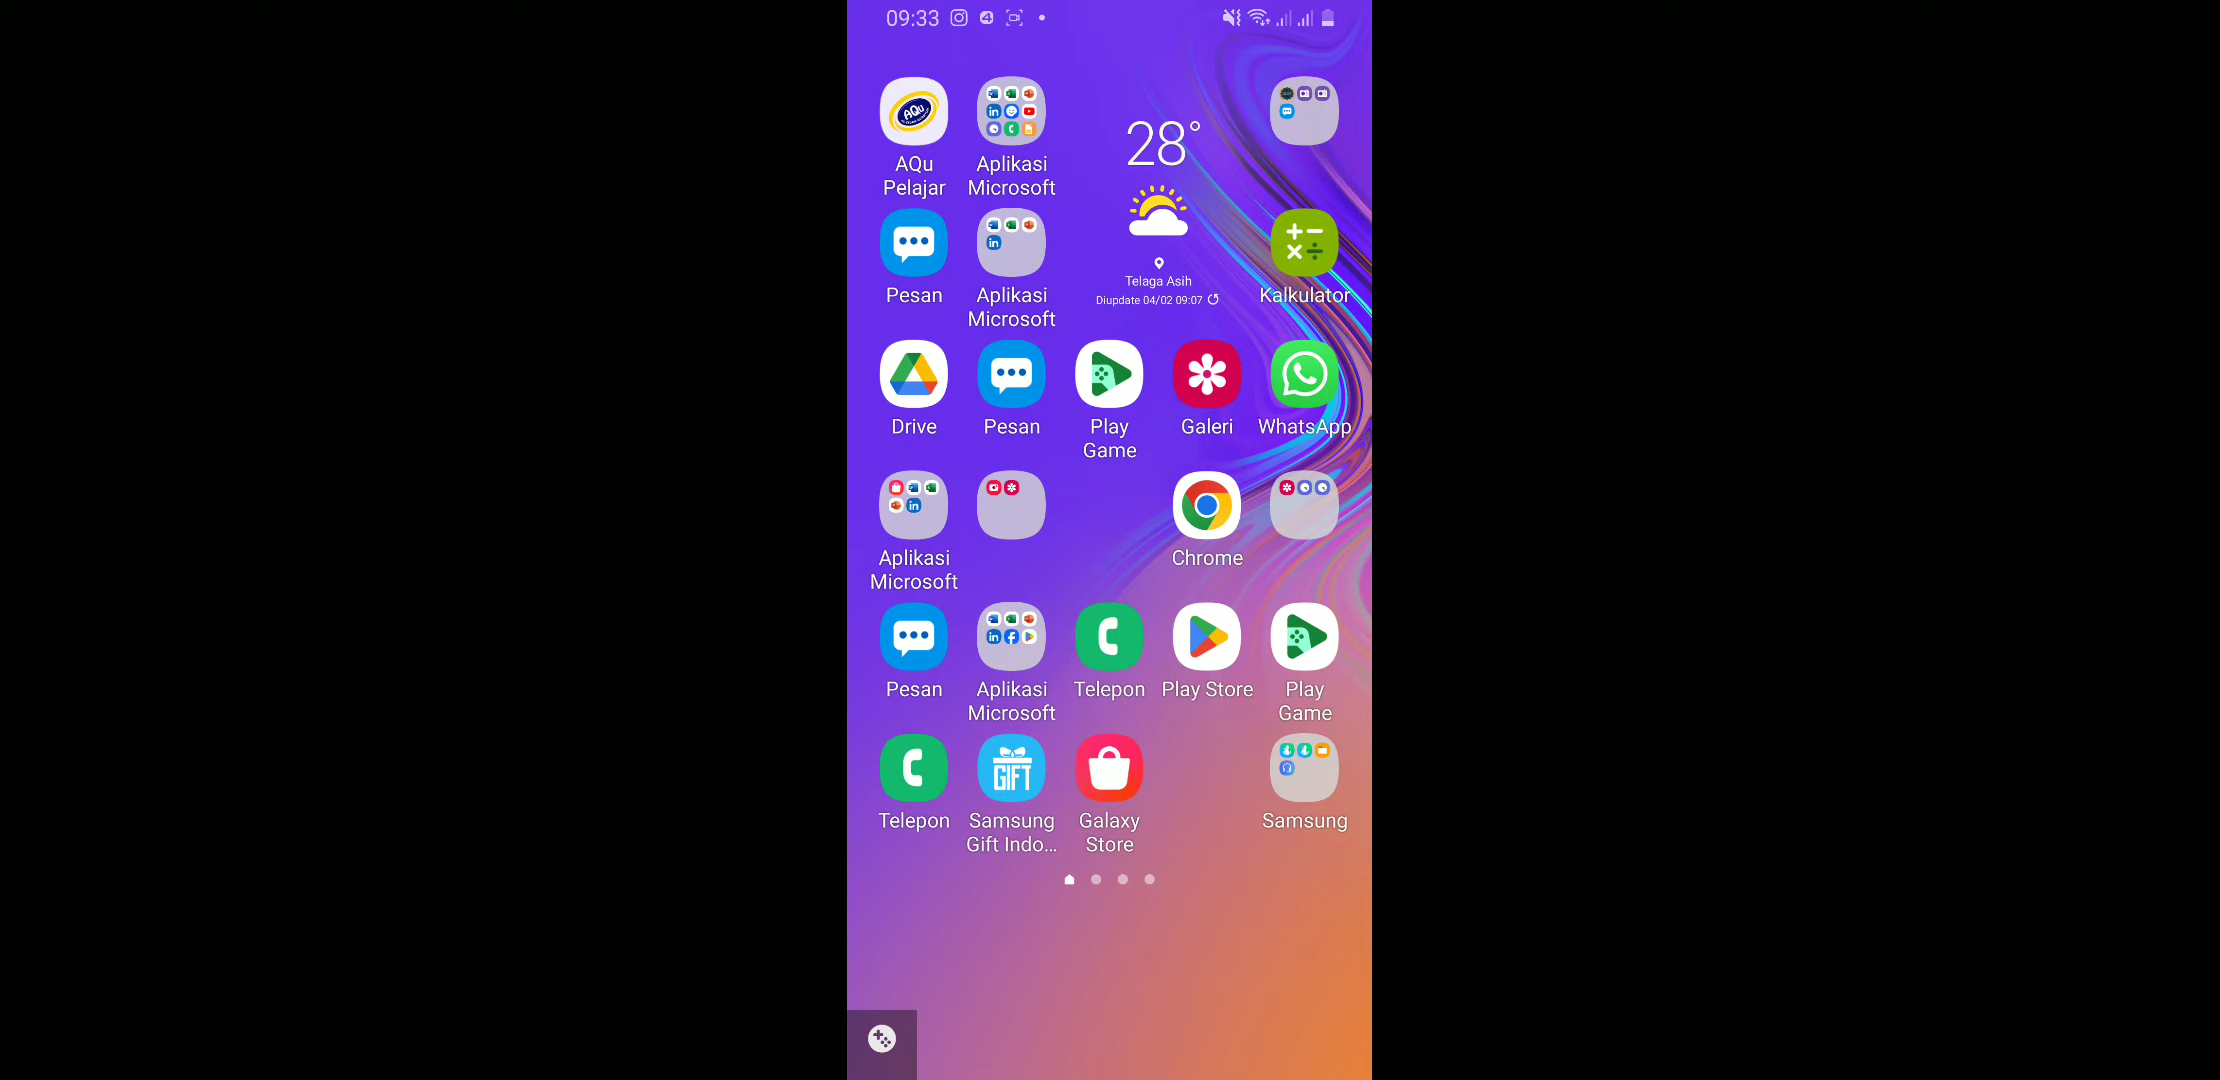 09:33
AQu
Pelajar
Aplikasi
Microsoft
28°
Pesan
Aplikasi
Microsoft
Telaga Asih
Diupdate 04/02 09:07
Kalkulator
Drive
Pesan
Play
Game
Galeri
WhatsApp
Aplikasi
Microsoft
Chrome
Pesan
Aplikasi
Microsoft
Telepon
Play Store
Play
Game
GIFT
Telepon
Samsung
Gift Indo...
Galaxy
Store
Samsung